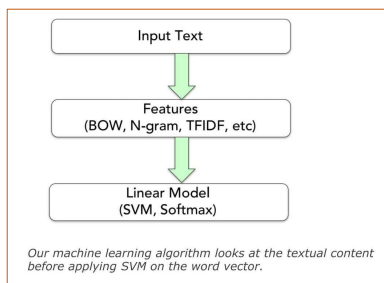 Input Text
Features
(BOW, N-gram, TFIDF, etc)
Linear Model
(SVM, Softmax)
Our machine learning algorithm looks at the textual content
before applying SVM on the word vector.